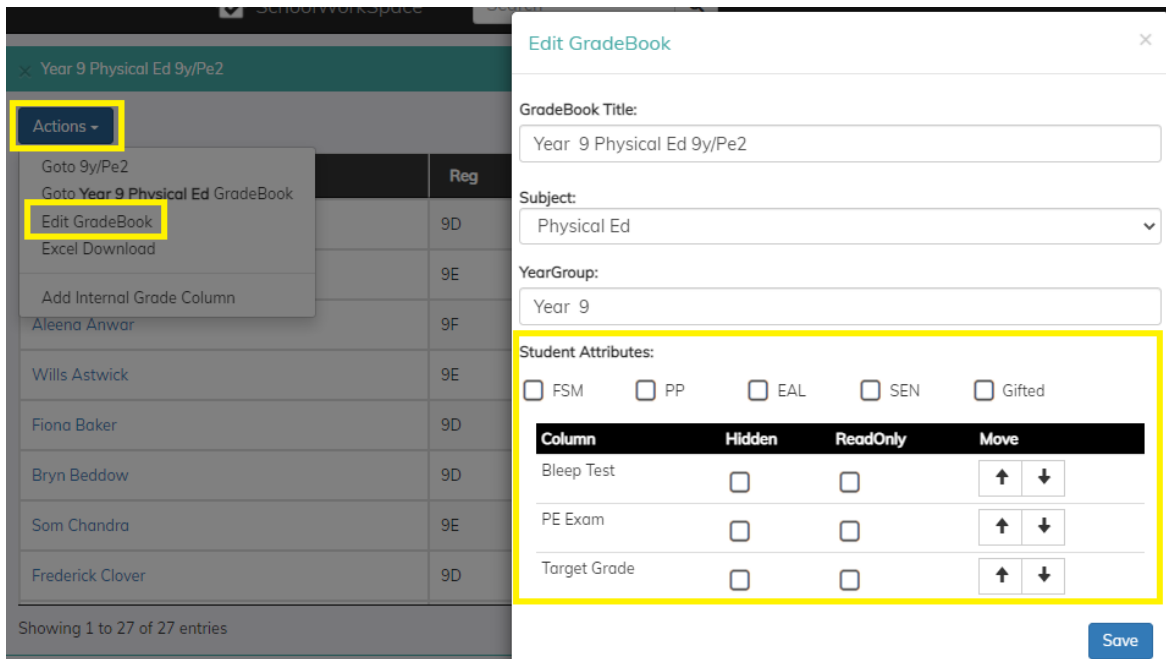 SchoolWorkSpace
Search
× Year 9 Physical Ed 9y/Pe2
Actions
Goto 9y/Pe2
Goto Year 9 Physical Ed GradeBook
Edit GradeBook
Excel Download
Add Internal Grade Column
Reg
9D
9E
Aleena Anwar 9F
Wills Astwick 9E
Fiona Baker 9D
Bryn Beddow 9D
Som Chandra 9E
Frederick Clover 9D
Showing 1 to 27 of 27 entries
Edit GradeBook ×
GradeBook Title:
Year 9 Physical Ed 9y/Pe2
Subject:
Physical Ed
YearGroup:
Year 9
Student Attributes:
FSM PP EAL SEN Gifted
Column Hidden ReadOnly Move
Bleep Test
PE Exam
Target Grade
Save